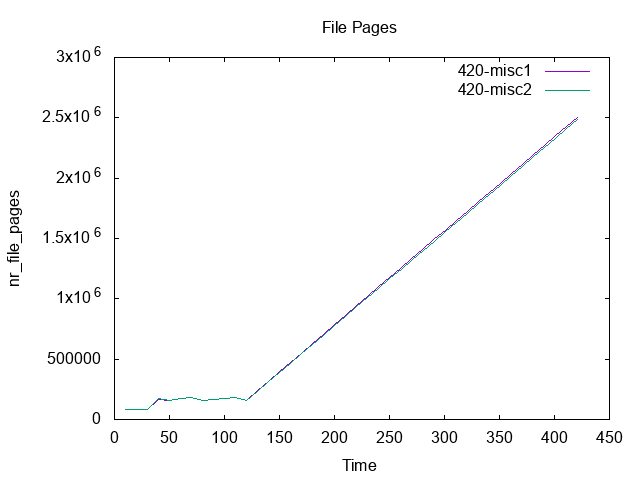 File Pages
420-misc1
420-misc2
nr_file_pages
3x10^6
2.5x10^6
2x10^6
1.5x10^6
1x10^6
500000
0
0 50 100 150 200 250 300 350 400 450
Time